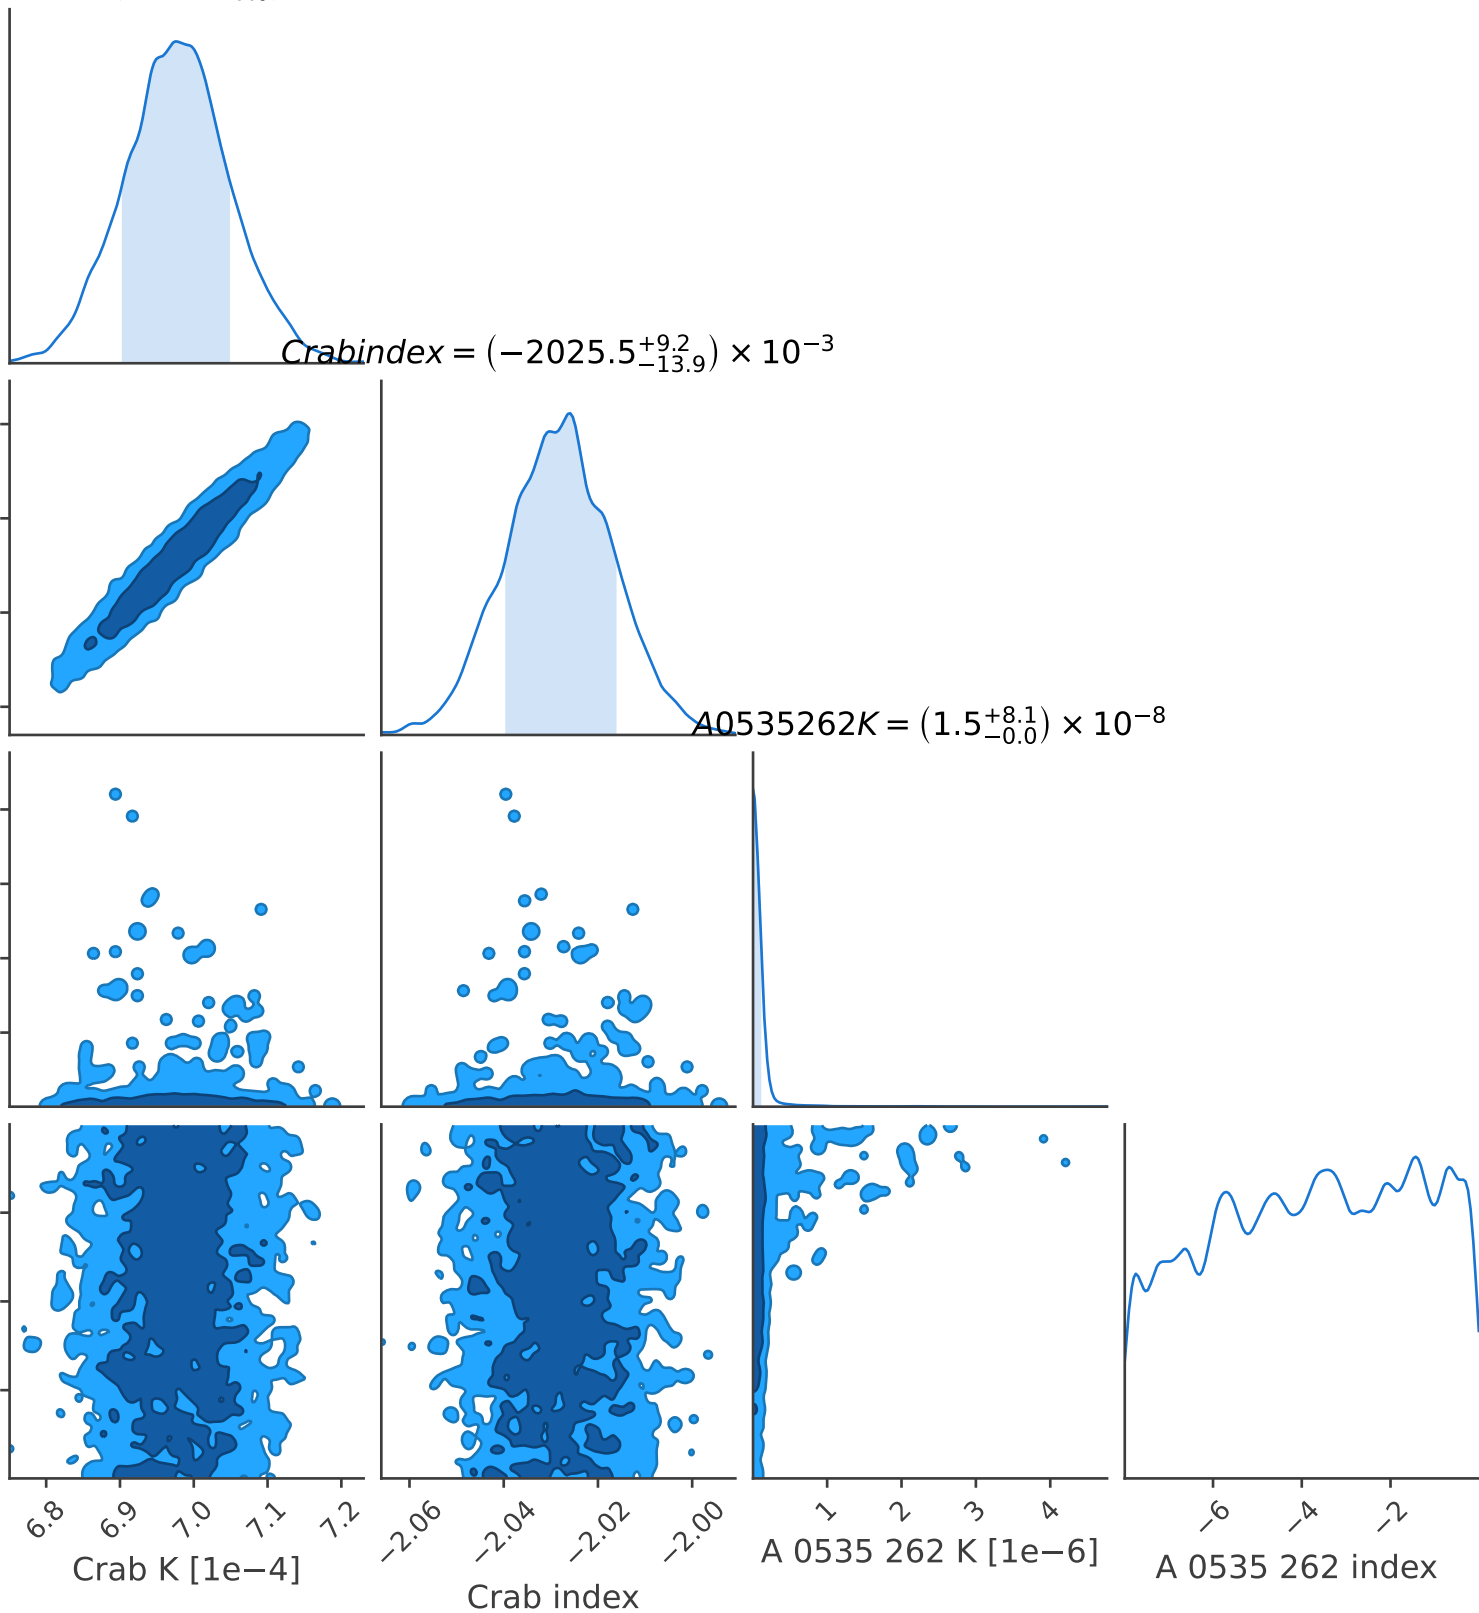 Crabindex = (−2025.5 +9.2 −13.9) × 10−3
A0535262K = (1.5 +8.1 −0.0) × 10−8
6.8 6.9 7.0 7.1 7.2
−2.06 −2.04 −2.02 −2.00
1 2 3 4
−6 −4 −2
Crab K [1e−4]
Crab index
A 0535 262 K [1e−6]
A 0535 262 index